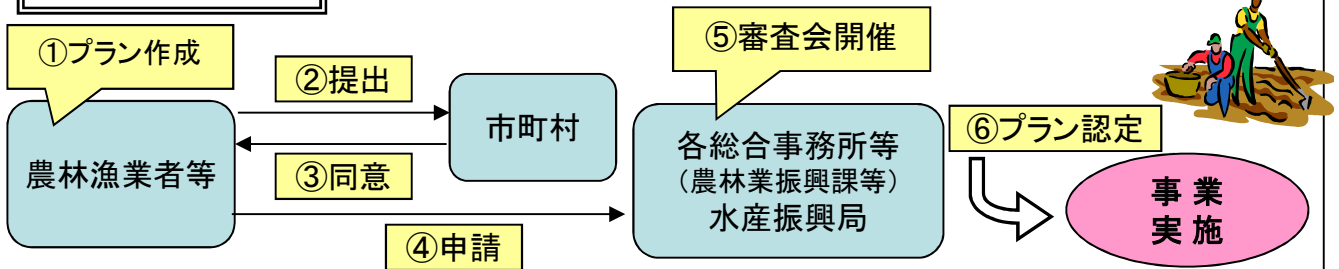 ①プラン作成
②提出
⑤審査会開催
農林漁業者等
市町村
③同意
④申請
各総合事務所等
（農林業振興課等）
水産振興局
⑥プラン認定
事業
実施